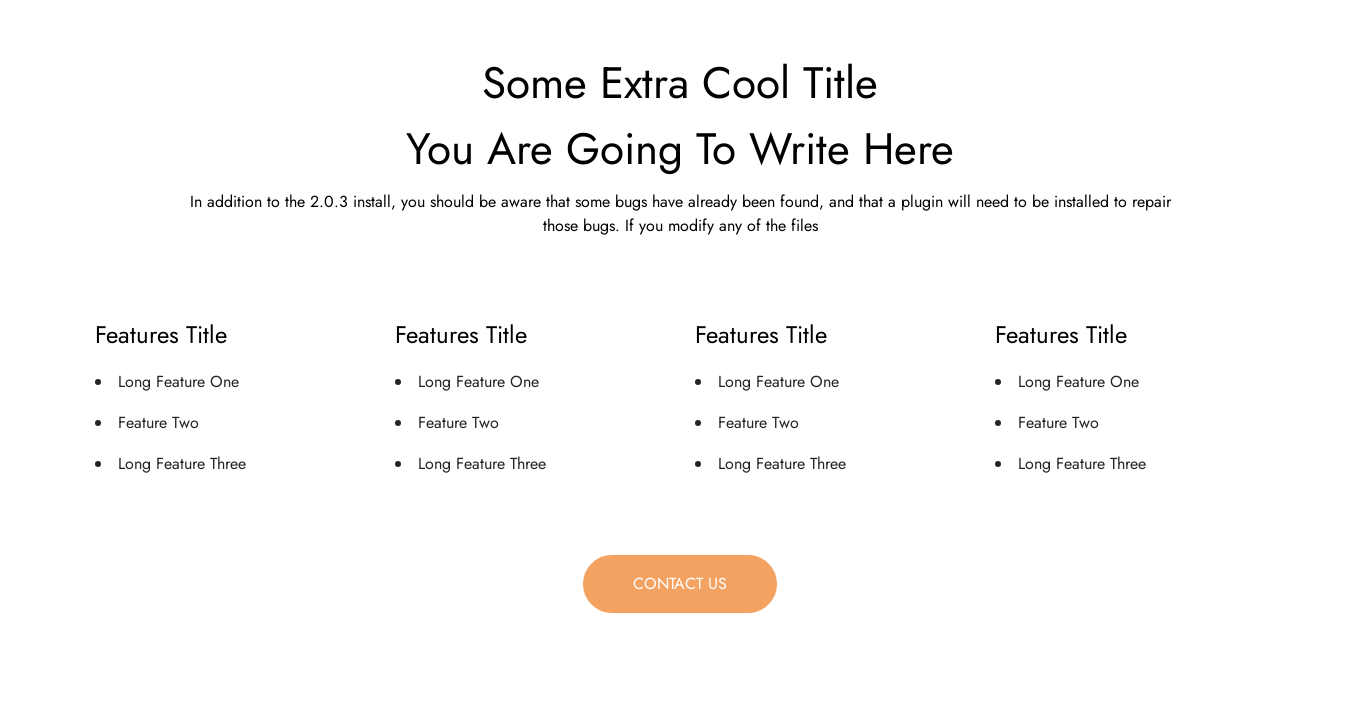 Some Extra Cool Title
You Are Going To Write Here
In addition to the 2.0.3 install, you should be aware that some bugs have already been found, and that a plugin will need to be installed to repair
those bugs. If you modify any of the files
Features Title
Long Feature One
Feature Two
Long Feature Three
Features Title
Long Feature One
Feature Two
Long Feature Three
Features Title
Long Feature One
Feature Two
Long Feature Three
Features Title
Long Feature One
Feature Two
Long Feature Three
CONTACT US